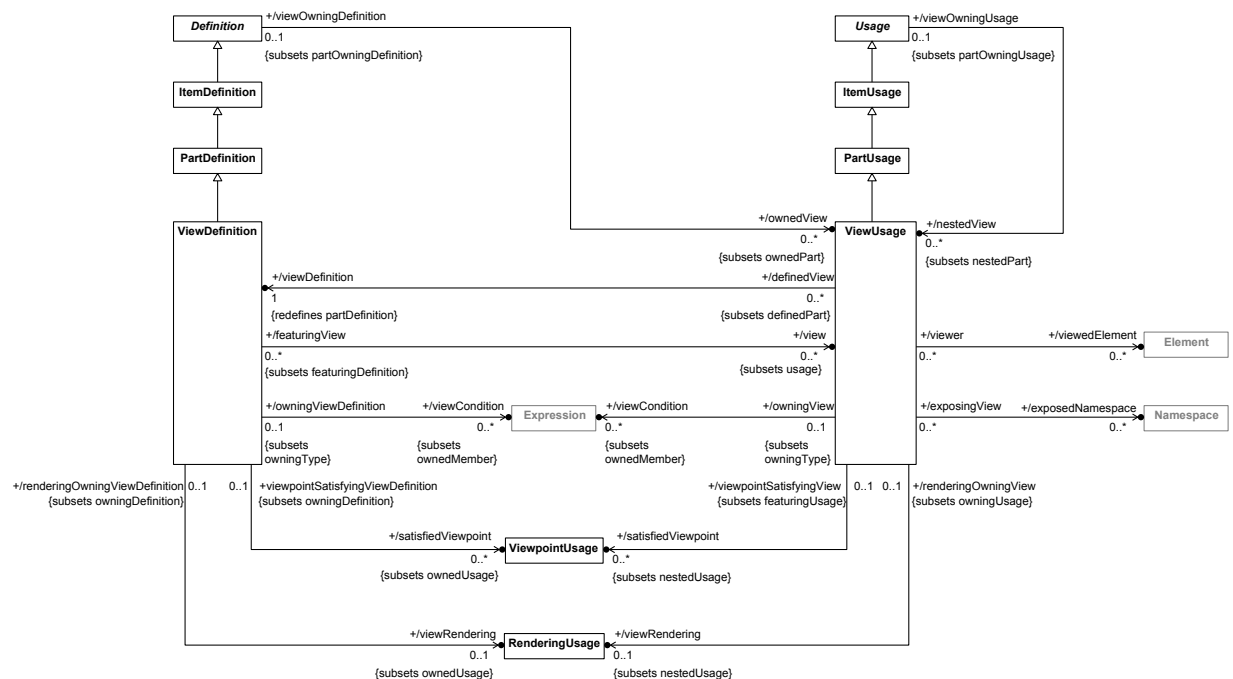 Definition
+/viewOwningDefinition
0..1
{subsets partOwningDefinition}
Usage
+/viewOwningUsage
0..1
{subsets partOwningUsage}
ItemDefinition
ItemUsage
PartDefinition
PartUsage
ViewDefinition
+/ownedView
0..*
{subsets ownedPart}
ViewUsage
+/nestedView
0..*
{subsets nestedPart}
+/viewDefinition
1
{redefines partDefinition}
+/definedView
0..*
{subsets definedPart}
+/featuringView
0..*
{subsets featuringDefinition}
+/view
0..*
{subsets usage}
+/viewer
0..*
+/viewedElement
0..*
Element
+/owningViewDefinition
0..1
{subsets
owningType}
+/viewCondition
0..*
{subsets
ownedMember}
Expression
+/viewCondition
0..*
{subsets
ownedMember}
+/owningView
0..1
{subsets
owningType}
+/exposingView
0..*
+/exposedNamespace
0..*
Namespace
+/renderingOwningViewDefinition
0..1
{subsets owningDefinition}
0..1
+/viewpointSatisfyingViewDefinition
{subsets owningDefinition}
+/viewpointSatisfyingView
0..1
{subsets featuringUsage}
0..1
+/renderingOwningView
{subsets owningUsage}
+/satisfiedViewpoint
0..*
{subsets ownedUsage}
ViewpointUsage
+/satisfiedViewpoint
0..*
{subsets nestedUsage}
+/viewRendering
0..1
{subsets ownedUsage}
RenderingUsage
+/viewRendering
0..1
{subsets nestedUsage}